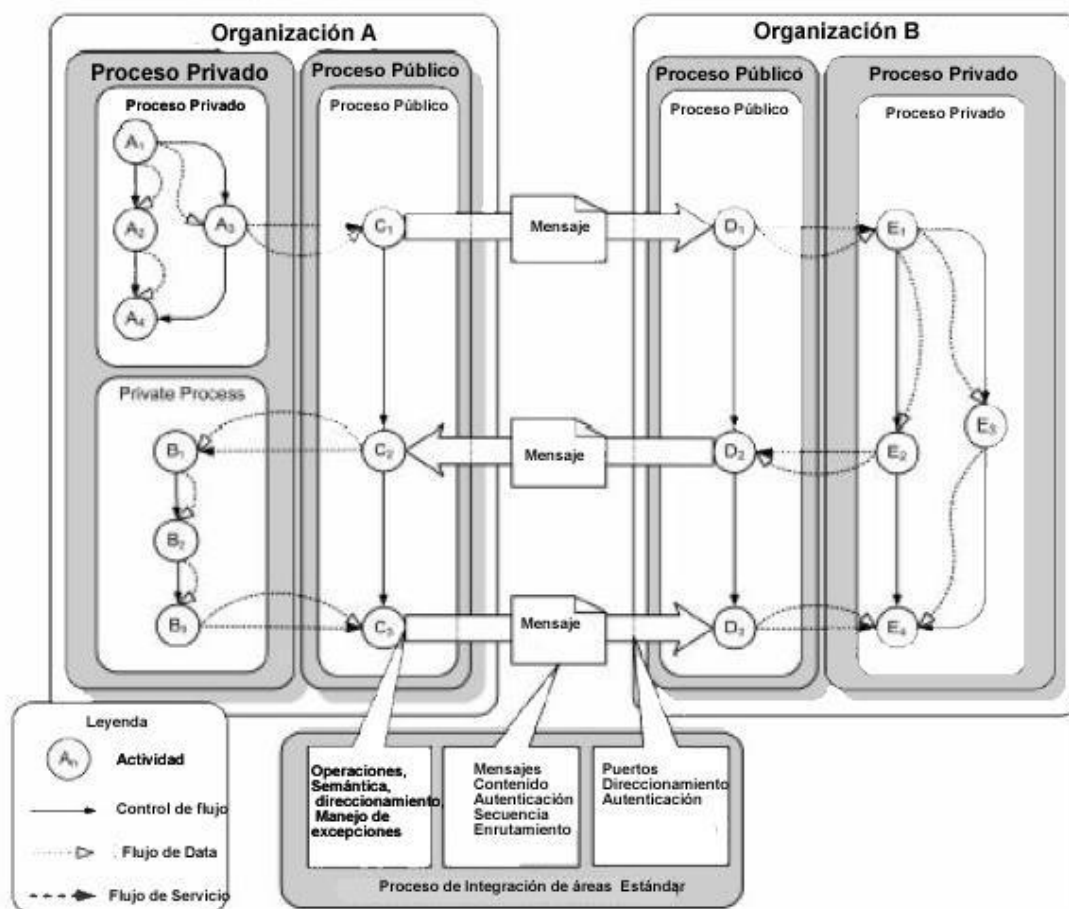 Organización A
Proceso Privado
Proceso Privado
A₁
A₂
A₃
A₄
Private Process
B₁
B₂
B₃
Proceso Público
Proceso Público
C₁
C₂
C₃
Mensaje
Mensaje
Mensaje
Organización B
Proceso Público
Proceso Público
D₁
D₂
D₃
Proceso Privado
Proceso Privado
E₁
E₂
E₃
E₄
Leyenda
Aₙ
Actividad
Control de flujo
Flujo de Data
Flujo de Servicio
Operaciones,
Semántica,
direccionamiento,
Manejo de
excepciones
Mensajes
Contenido
Autenticación
Secuencia
Enrutamiento
Puertos
Direccionamiento
Autenticación
Proceso de Integración de áreas Estándar